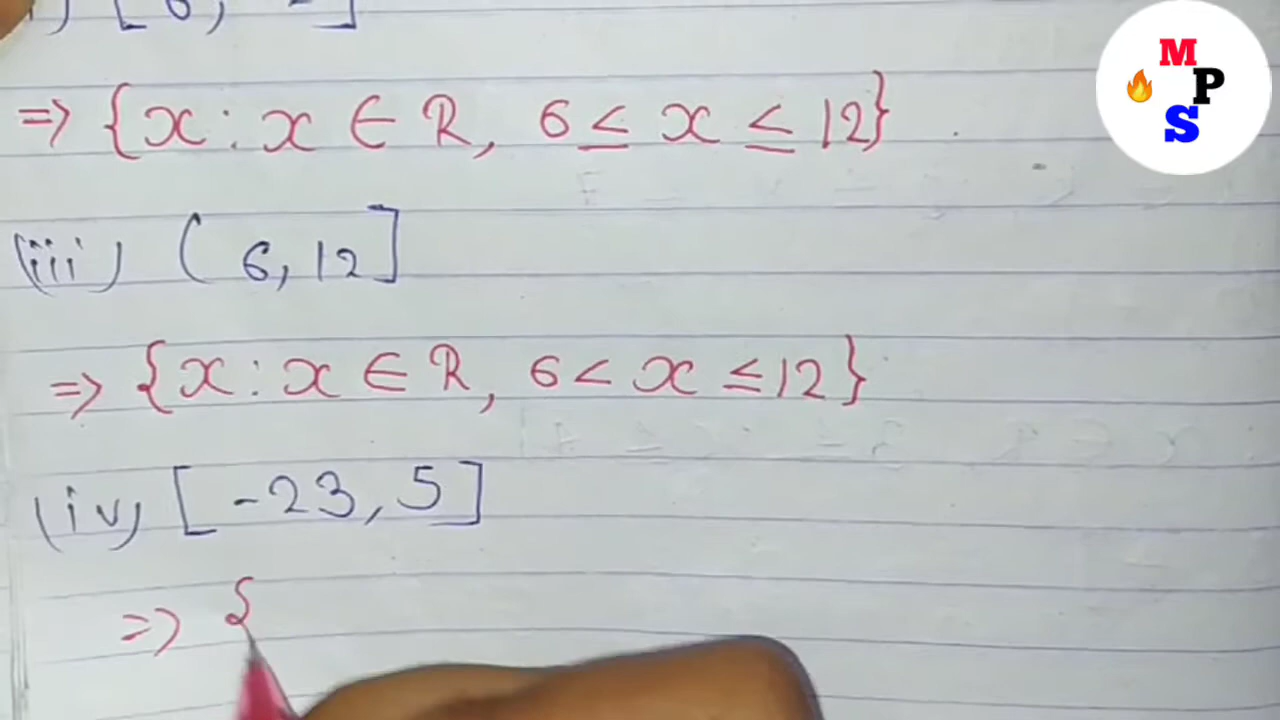 M
P
S
=> {x : x ∈ R, 6 ≤ x ≤ 12}
(iii) (6, 12]
=> {x : x ∈ R, 6 < x ≤ 12}
(iv) [-23, 5]
=> {